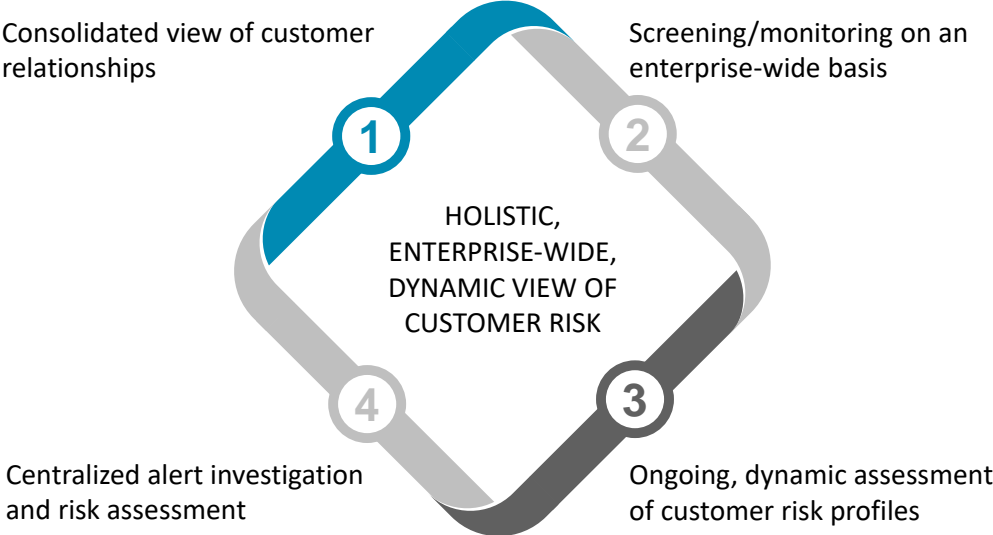 Consolidated view of customer
relationships
1
Screening/monitoring on an
enterprise-wide basis
2
HOLISTIC,
ENTERPRISE-WIDE,
DYNAMIC VIEW OF
CUSTOMER RISK
3
Ongoing, dynamic assessment
of customer risk profiles
4
Centralized alert investigation
and risk assessment